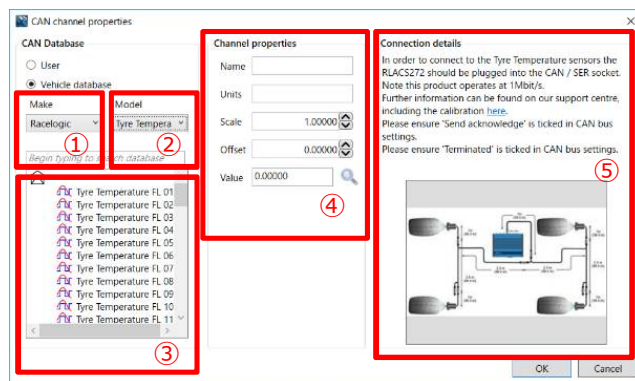 CAN channel properties
CAN Database
User
Vehicle database
Make
Model
Racelogic
Tyre Tempera
①
②
Begin typing to search database
Tyre Temperature FL 01
Tyre Temperature FL 02
Tyre Temperature FL 03
Tyre Temperature FL 04
Tyre Temperature FL 05
Tyre Temperature FL 06
Tyre Temperature FL 07
Tyre Temperature FL 08
Tyre Temperature FL 09
Tyre Temperature FL 10
Tyre Temperature FL 11
③
Channel properties
Name
Units
Scale 1.00000
Offset 0.00000
Value 0.00000
④
Connection details
In order to connect to the Tyre Temperature sensors the
RLACS272 should be plugged into the CAN / SER socket.
Note this product operates at 1Mbit/s.
Further information can be found on our support centre,
including the calibration here.
Please ensure 'Send acknowledge' is ticked in CAN bus
settings.
Please ensure 'Terminated' is ticked in CAN bus settings.
⑤
OK
Cancel